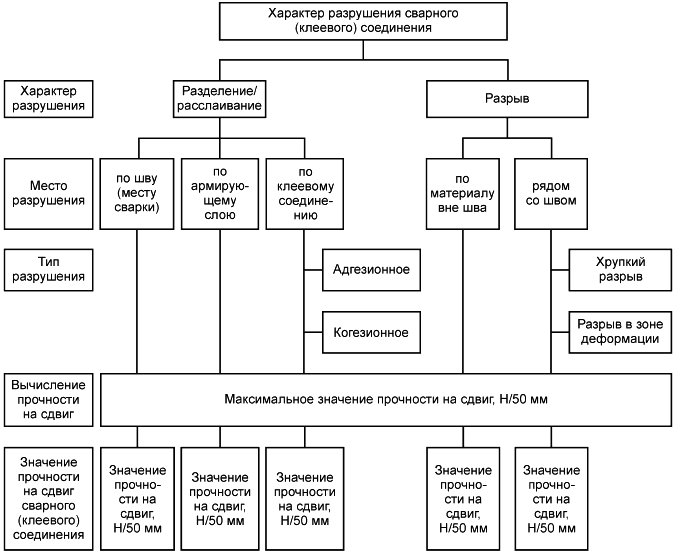 Характер разрушения сварного
(клеевого) соединения
Характер
разрушения
Разделение/
расслаивание
Разрыв
Место
разрушения
по шву
(месту
сварки)
по
армирую-
щему
слою
по
клеевому
соедине-
нию
по
материалу
вне шва
рядом
со швом
Тип
разрушения
Адгезионное
Хрупкий
разрыв
Когезионное
Разрыв в зоне
деформации
Вычисление
прочности
на сдвиг
Максимальное значение прочности на сдвиг, Н/50 мм
Значение
прочности
на сдвиг
сварного
(клеевого)
соединения
Значение
прочно-
сти на
сдвиг,
Н/50 мм
Значение
прочности
на сдвиг,
Н/50 мм
Значение
прочности
на сдвиг,
Н/50 мм
Значение
прочно-
сти на
сдвиг,
Н/50 мм
Значение
прочно-
сти на
сдвиг,
Н/50 мм